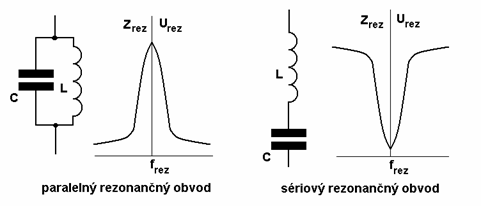 Zrez Urez
C
L
frez
paralelný rezonančný obvod
Zrez Urez
L
C
frez
sériový rezonančný obvod